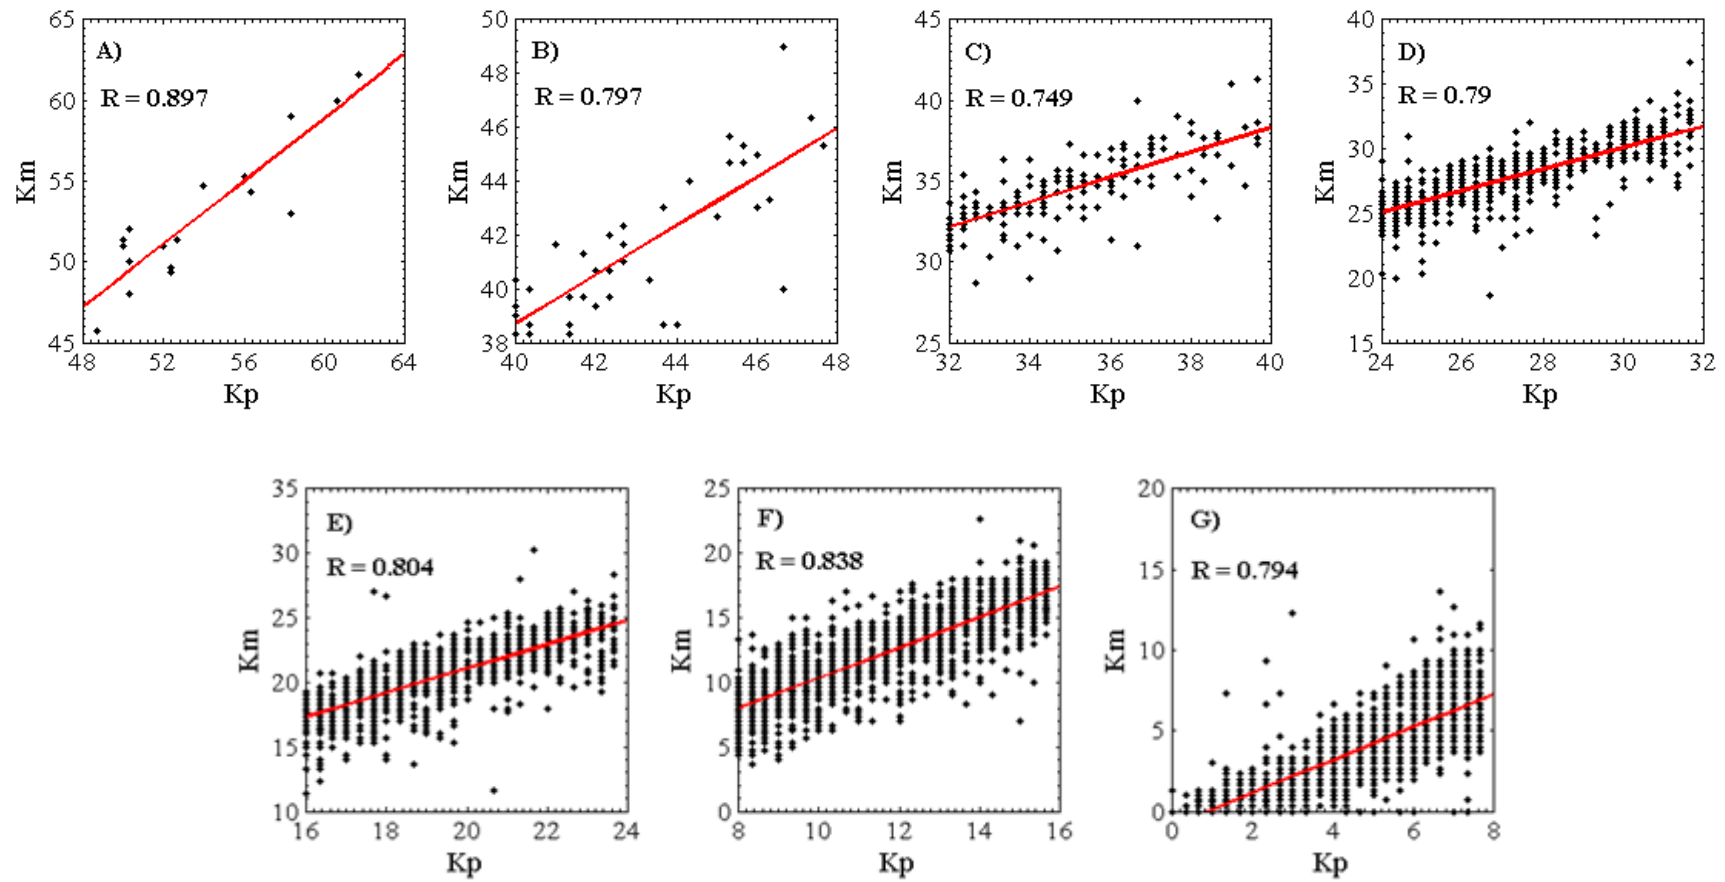 A)
R = 0.897
Km
65
60
55
50
45
48 52 56 60 64
Kp
B)
R = 0.797
Km
50
48
46
44
42
40
38
40 42 44 46 48
Kp
C)
R = 0.749
Km
45
40
35
30
25
32 34 36 38 40
Kp
D)
R = 0.79
Km
40
35
30
25
20
15
24 26 28 30 32
Kp
E)
R = 0.804
Km
35
30
25
20
15
10
16 18 20 22 24
Kp
F)
R = 0.838
Km
25
20
15
10
5
0
8 10 12 14 16
Kp
G)
R = 0.794
Km
20
15
10
5
0
0 2 4 6 8
Kp